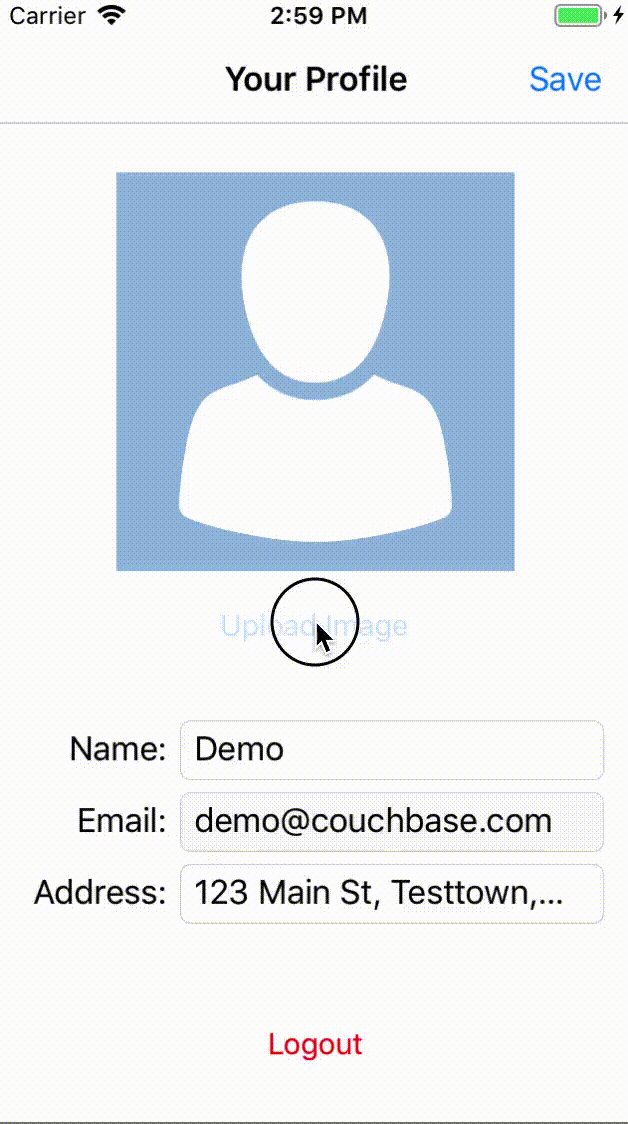 Carrier 2:59 PM
Your Profile Save
Upload Image
Name: Demo
Email: demo@couchbase.com
Address: 123 Main St, Testtown,...
Logout